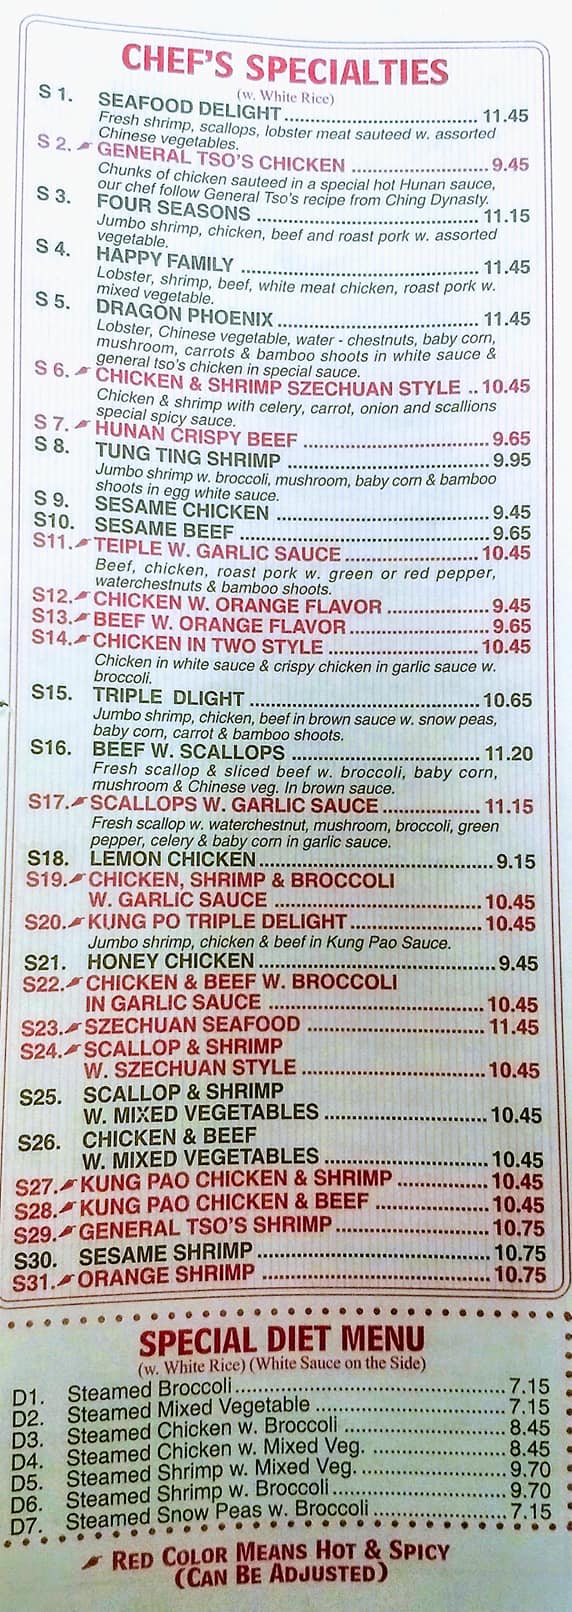 CHEF'S SPECIALTIES
(w. White Rice)
S 1. SEAFOOD DELIGHT 11.45
Fresh shrimp, scallops, lobster meat sauteed w. assorted
Chinese vegetables.
S 2. GENERAL TSO'S CHICKEN 9.45
Chunks of chicken sauteed in a special hot Hunan sauce,
our chef follow General Tso's recipe from Ching Dynasty.
S 3. FOUR SEASONS 11.15
Jumbo shrimp, chicken, beef and roast pork w. assorted
vegetable.
S 4. HAPPY FAMILY 11.45
Lobster, shrimp, beef, white meat chicken, roast pork w.
mixed vegetable.
S 5. DRAGON PHOENIX 11.45
Lobster, Chinese vegetable, water - chestnuts, baby corn,
mushroom, carrots & bamboo shoots in white sauce &
general tso's chicken in special sauce.
S 6. CHICKEN & SHRIMP SZECHUAN STYLE .. 10.45
Chicken & shrimp with celery, carrot, onion and scallions
special spicy sauce.
S 7. HUNAN CRISPY BEEF 9.65
S 8. TUNG TING SHRIMP 9.95
Jumbo shrimp w. broccoli, mushroom, baby corn & bamboo
shoots in egg white sauce.
S 9. SESAME CHICKEN 9.45
S10. SESAME BEEF 9.65
S11. TEIPLE W. GARLIC SAUCE 10.45
Beef, chicken, roast pork w. green or red pepper,
waterchestnuts & bamboo shoots.
S12. CHICKEN W. ORANGE FLAVOR 9.45
S13. BEEF W. ORANGE FLAVOR 9.65
S14. CHICKEN IN TWO STYLE 10.45
Chicken in white sauce & crispy chicken in garlic sauce w.
broccoli.
S15. TRIPLE DLIGHT 10.65
Jumbo shrimp, chicken, beef in brown sauce w. snow peas,
baby corn, carrot & bamboo shoots.
S16. BEEF W. SCALLOPS 11.20
Fresh scallop & sliced beef w. broccoli, baby corn,
mushroom & Chinese veg. In brown sauce.
S17. SCALLOPS W. GARLIC SAUCE 11.15
Fresh scallop w. waterchestnut, mushroom, broccoli, green
pepper, celery & baby corn in garlic sauce.
S18. LEMON CHICKEN 9.15
S19. CHICKEN, SHRIMP & BROCCOLI
W. GARLIC SAUCE 10.45
S20. KUNG PO TRIPLE DELIGHT 10.45
Jumbo shrimp, chicken & beef in Kung Pao Sauce.
S21. HONEY CHICKEN 9.45
S22. CHICKEN & BEEF W. BROCCOLI
IN GARLIC SAUCE 10.45
S23. SZECHUAN SEAFOOD 11.45
S24. SCALLOP & SHRIMP
W. SZECHUAN STYLE 10.45
S25. SCALLOP & SHRIMP
W. MIXED VEGETABLES 10.45
S26. CHICKEN & BEEF
W. MIXED VEGETABLES 10.45
S27. KUNG PAO CHICKEN & SHRIMP 10.45
S28. KUNG PAO CHICKEN & BEEF 10.45
S29. GENERAL TSO'S SHRIMP 10.75
S30. SESAME SHRIMP 10.75
S31. ORANGE SHRIMP 10.75
SPECIAL DIET MENU
(w. White Rice) (White Sauce on the Side)
D1. Steamed Broccoli 7.15
D2. Steamed Mixed Vegetable 7.15
D3. Steamed Chicken w. Broccoli 8.45
D4. Steamed Chicken w. Mixed Veg. 8.45
D5. Steamed Shrimp w. Mixed Veg. 9.70
D6. Steamed Shrimp w. Broccoli 9.70
D7. Steamed Snow Peas w. Broccoli 7.15
RED COLOR MEANS HOT & SPICY
(CAN BE ADJUSTED)